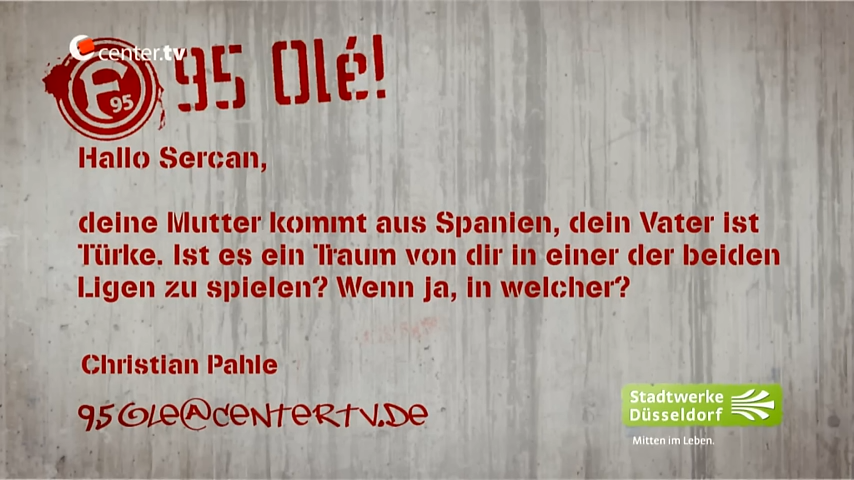 center.tv
F 95
95 Olé!
Hallo Sercan,
deine Mutter kommt aus Spanien, dein Vater ist
Türke. Ist es ein Traum von dir in einer der beiden
Ligen zu spielen? Wenn ja, in welcher?
Christian Pahle
95OLE@CENTERTV.DE
Stadtwerke
Düsseldorf
Mitten im Leben.